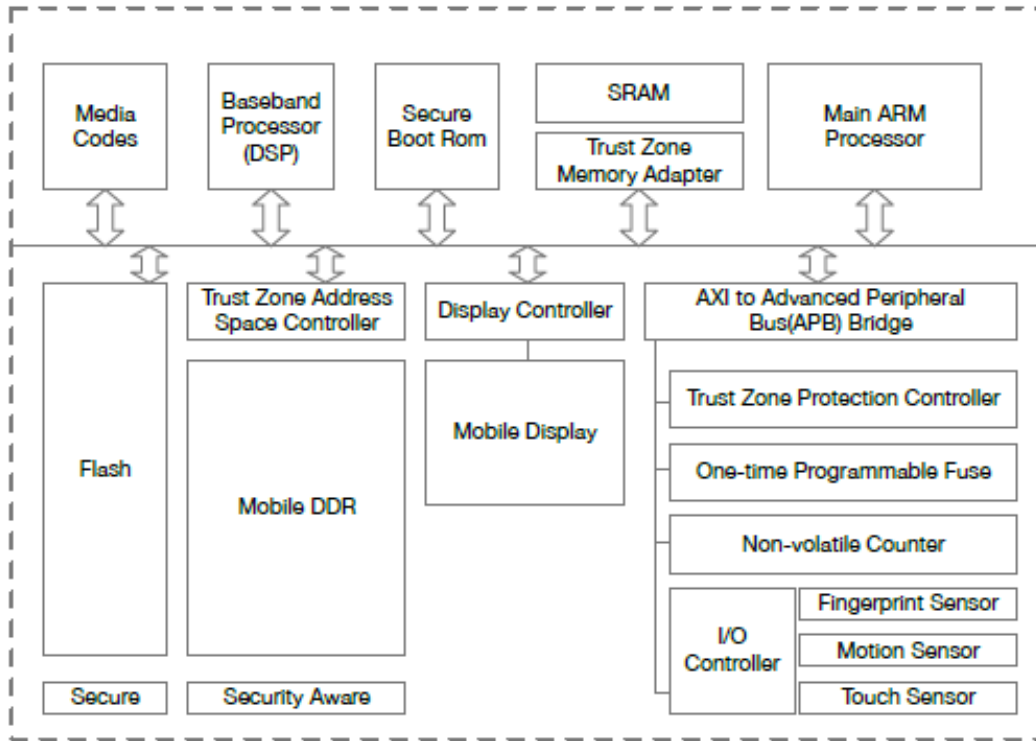 Media
Codes
Baseband
Processor
(DSP)
Secure
Boot Rom
SRAM
Trust Zone
Memory Adapter
Main ARM
Processor
Flash
Trust Zone Address
Space Controller
Mobile DDR
Display Controller
Mobile Display
AXI to Advanced Peripheral
Bus(APB) Bridge
Trust Zone Protection Controller
One-time Programmable Fuse
Non-volatile Counter
I/O
Controller
Fingerprint Sensor
Motion Sensor
Touch Sensor
Secure
Security Aware